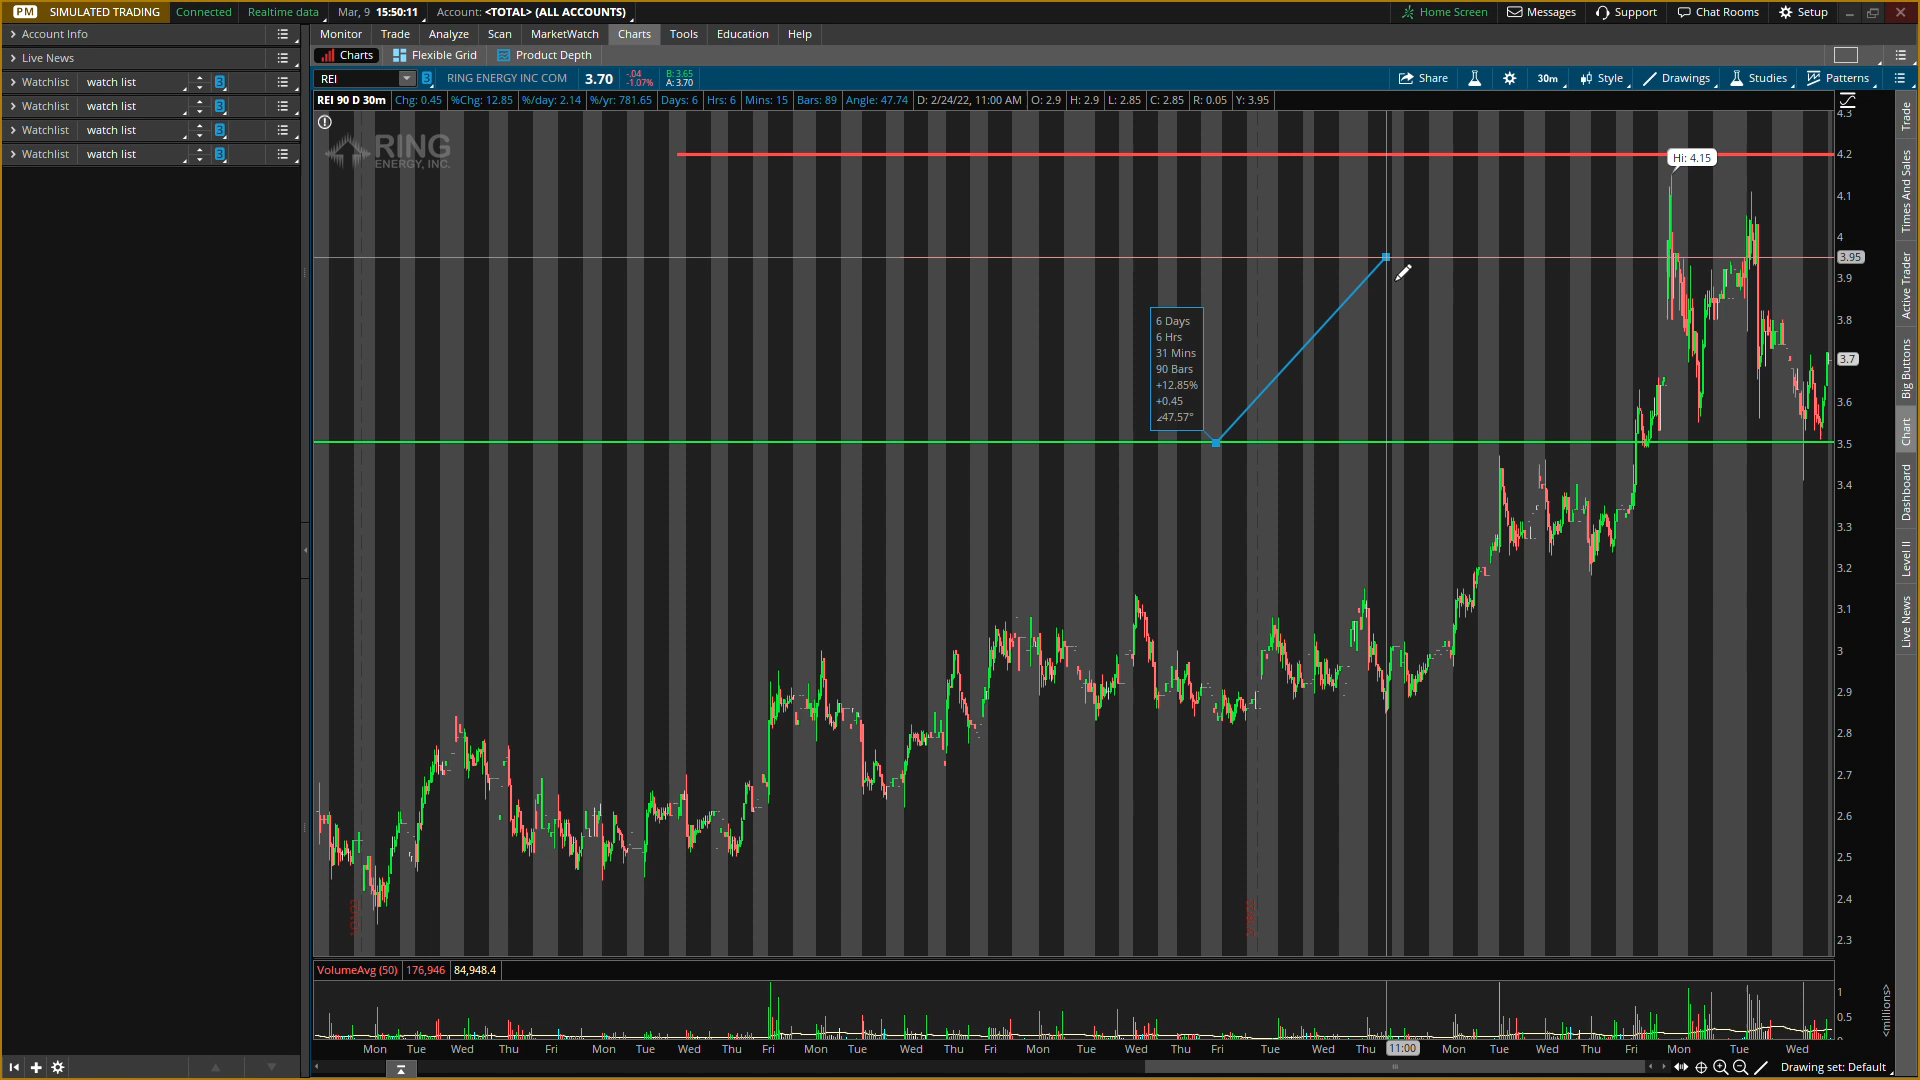 PM SIMULATED TRADING Connected Realtime data Mar, 9 15:50:11 Account: <TOTAL> (ALL ACCOUNTS) Home Screen Messages Support Chat Rooms Setup
Account Info
Live News
Watchlist watch list 3
Watchlist watch list 3
Watchlist watch list 3
Watchlist watch list 3
Monitor Trade Analyze Scan MarketWatch Charts Tools Education Help
Charts Flexible Grid Product Depth
REI 3 RING ENERGY INC COM 3.70 -.04 -1.07% B: 3.65 A: 3.70 Share 30m Style Drawings Studies Patterns
REI 90 D 30m Chg: 0.45 %Chg: 12.85 %/day: 2.14 %/yr: 781.65 Days: 6 Hrs: 6 Mins: 15 Bars: 89 Angle: 47.74 D: 2/24/22, 11:00 AM O: 2.9 H: 2.9 L: 2.85 C: 2.85 R: 0.05 Y: 3.95
RING
ENERGY, INC.
Hi: 4.15
6 Days
6 Hrs
31 Mins
90 Bars
+12.85%
+0.45
∠47.57°
4.3
4.2
4.1
4
3.95
3.9
3.8
3.7
3.6
3.5
3.4
3.3
3.2
3.1
3
2.9
2.8
2.7
2.6
2.5
2.4
2.3
VolumeAvg (50) 176,946 84,948.4
1
0.5
<millions>
Mon Tue Wed Thu Fri Mon Tue Wed Thu Fri Mon Tue Wed Thu Fri Mon Tue Wed Thu Fri Tue Wed Thu 11:00 Mon Tue Wed Thu Fri Mon Tue Wed
Drawing set: Default
Trade
Times And Sales
Active Trader
Big Buttons
Chart
Dashboard
Level II
Live News